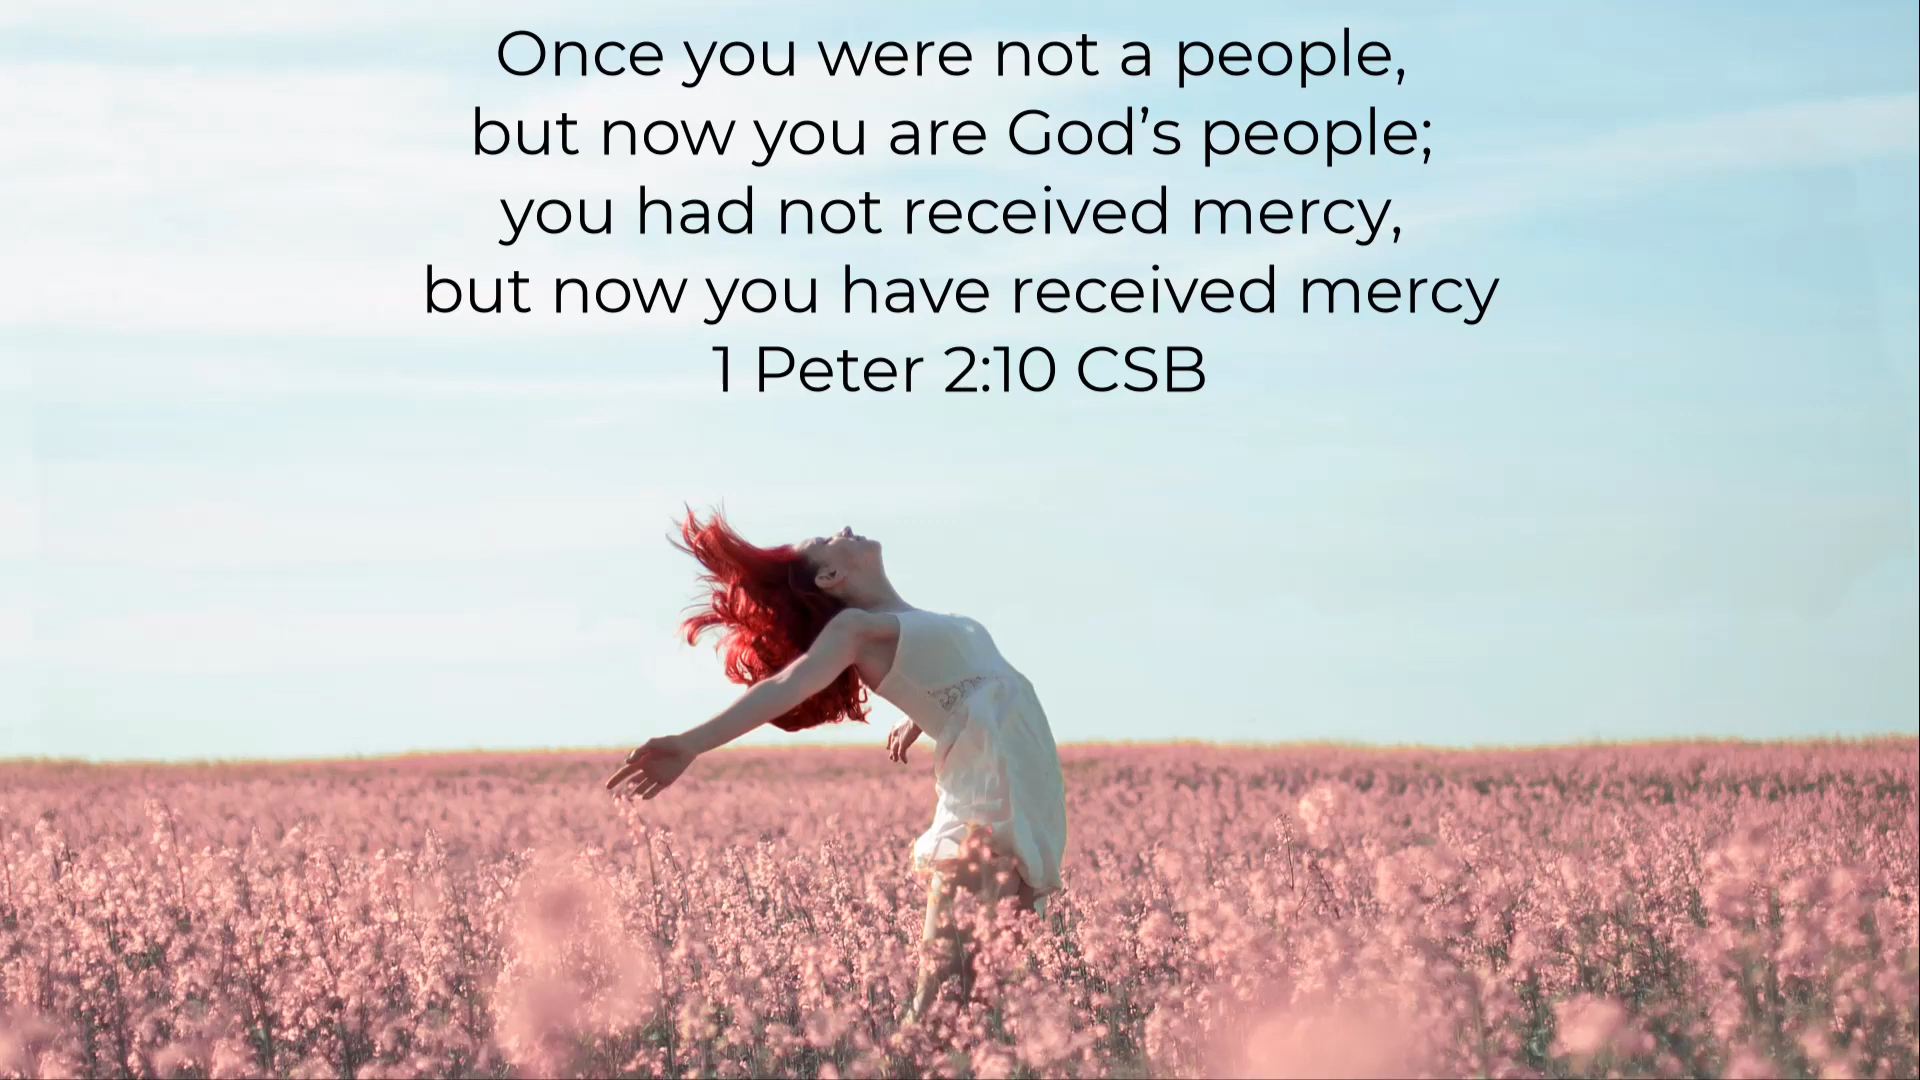 Once you were not a people,
but now you are God’s people;
you had not received mercy,
but now you have received mercy
1 Peter 2:10 CSB